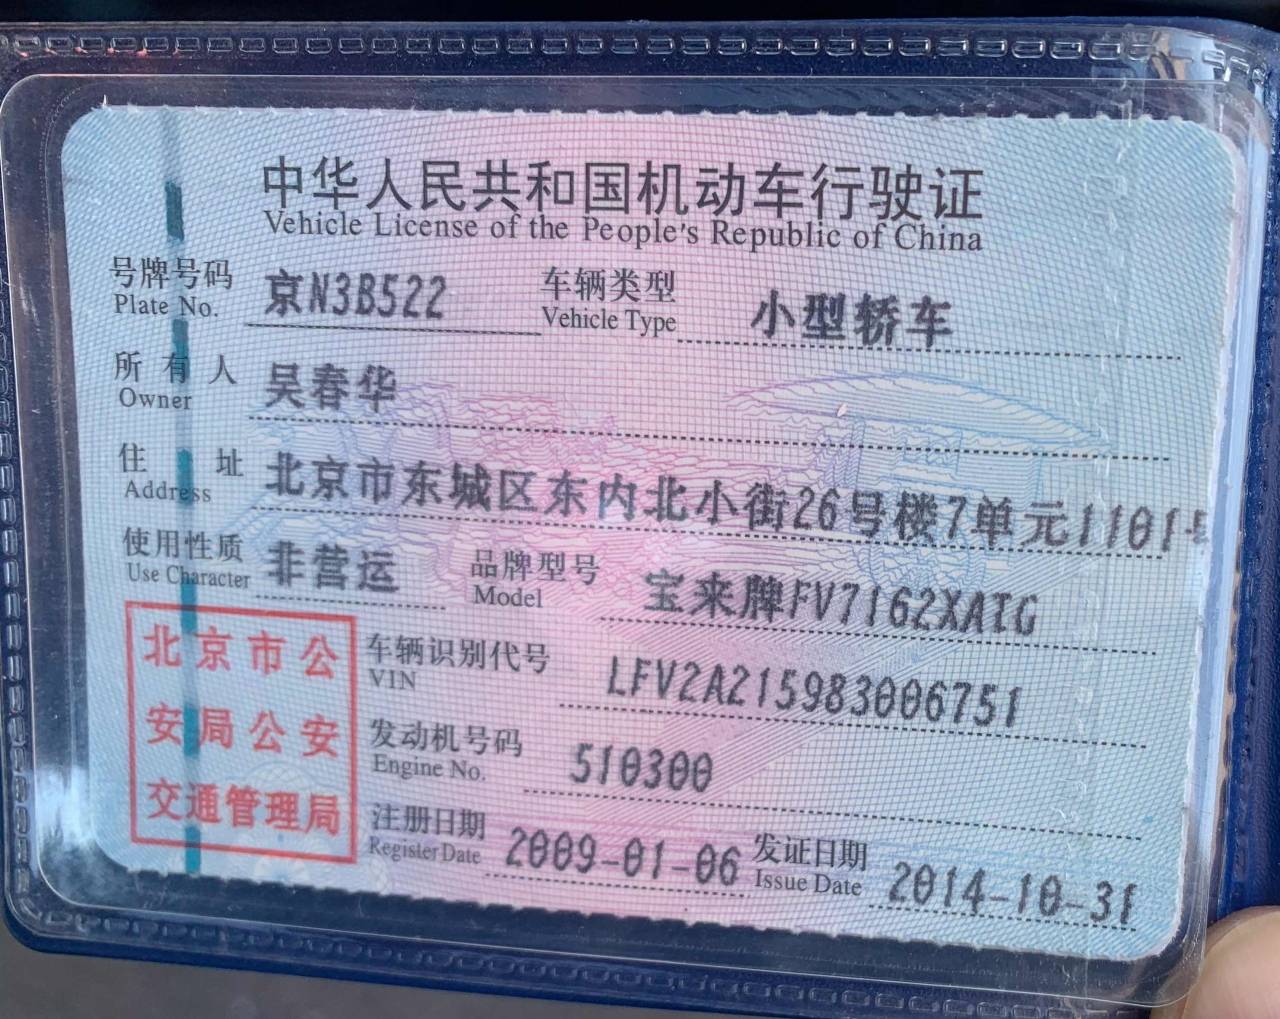 中华人民共和国机动车行驶证
Vehicle License of the People's Republic of China
号牌号码 京N3B522 车辆类型 小型轿车
Plate No. Vehicle Type
所有人 吴春华
Owner
住址 北京市东城区东内北小街26号楼7单元1101号
Address
使用性质 非营运 品牌型号 宝来牌FV7162XATG
Use Character Model
北京市公
安局公安
交通管理局
车辆识别代号 LFV2A215983006751
VIN
发动机号码 510300
Engine No.
注册日期 2009-01-06 发证日期 2014-10-31
Register Date Issue Date